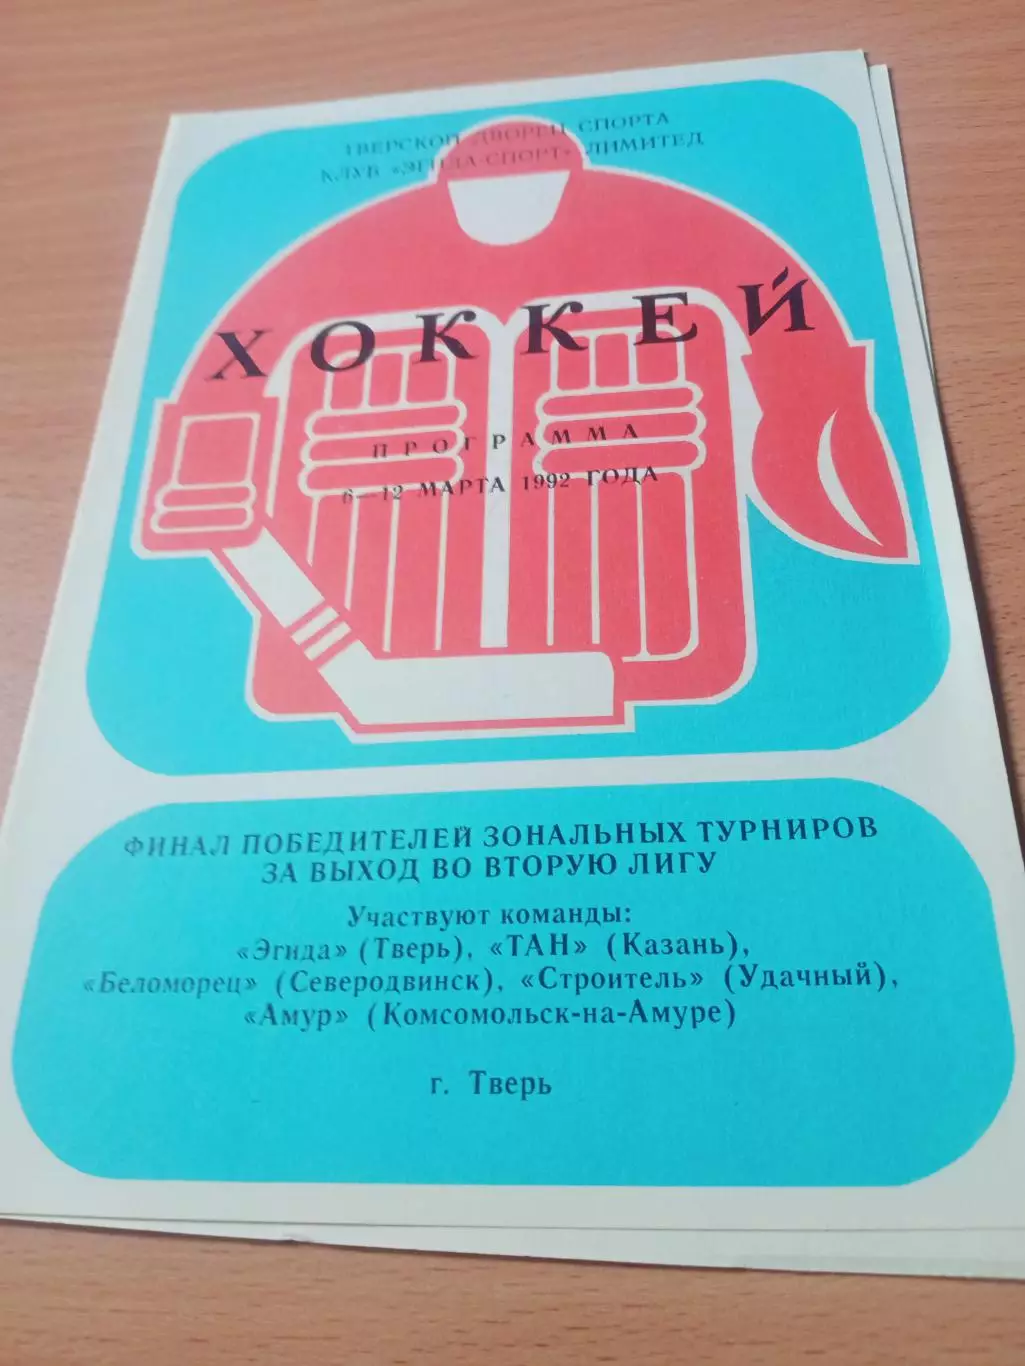 ТВЕРСКОЙ ДВОРЕЦ СПОРТА
КЛУБ «ЭГИДА-СПОРТ» ЛИМИТЕД
ХОККЕЙ
ПРОГРАММА
6—12 МАРТА 1992 ГОДА
ФИНАЛ ПОБЕДИТЕЛЕЙ ЗОНАЛЬНЫХ ТУРНИРОВ
ЗА ВЫХОД ВО ВТОРУЮ ЛИГУ
Участвуют команды:
«Эгида» (Тверь), «ТАН» (Казань),
«Беломорец» (Северодвинск), «Строитель» (Удачный),
«Амур» (Комсомольск-на-Амуре)
г. Тверь